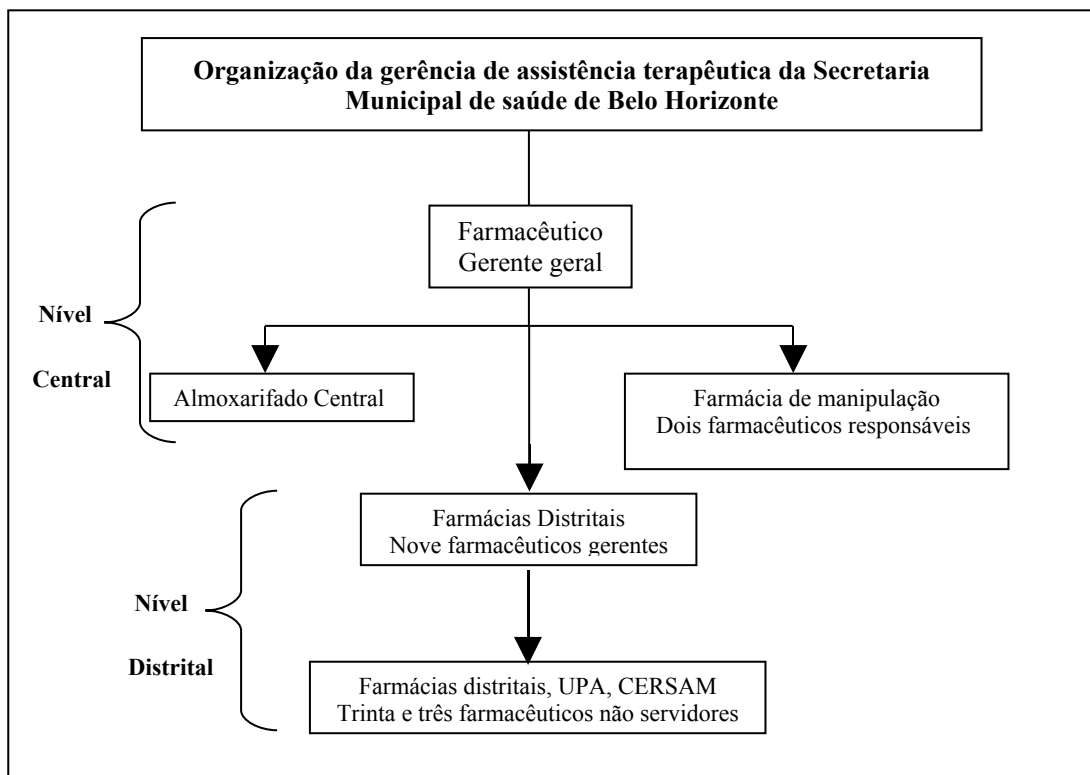 Organização da gerência de assistência terapêutica da Secretaria
Municipal de saúde de Belo Horizonte
Farmacêutico
Gerente geral
Nível
Central
Almoxarifado Central
Farmácia de manipulação
Dois farmacêuticos responsáveis
Farmácias Distritais
Nove farmacêuticos gerentes
Nível
Distrital
Farmácias distritais, UPA, CERSAM
Trinta e três farmacêuticos não servidores